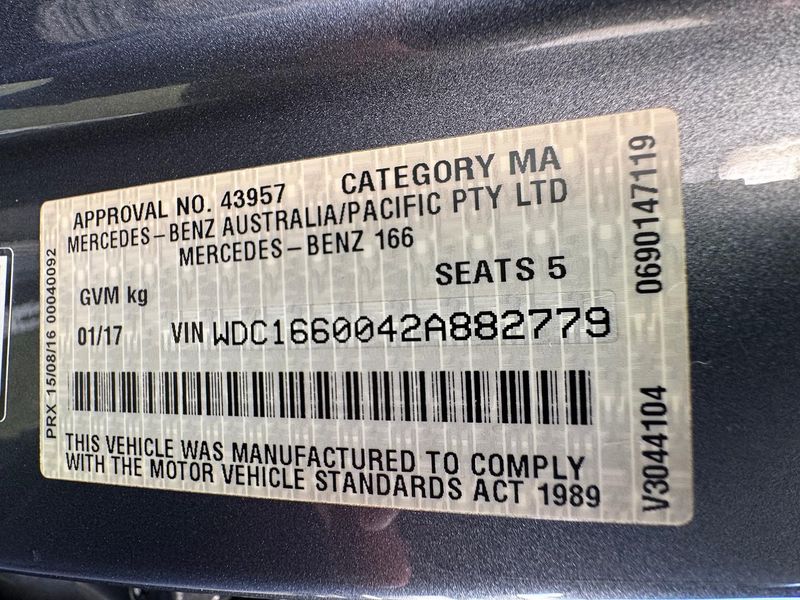 APPROVAL NO. 43957 CATEGORY MA
MERCEDES-BENZ AUSTRALIA/PACIFIC PTY LTD
MERCEDES-BENZ 166
GVM kg SEATS 5
01/17 VIN WDC1660042A882779
THIS VEHICLE WAS MANUFACTURED TO COMPLY
WITH THE MOTOR VEHICLE STANDARDS ACT 1989
PRX 15/08/16 00040092
V3044104 0690147119